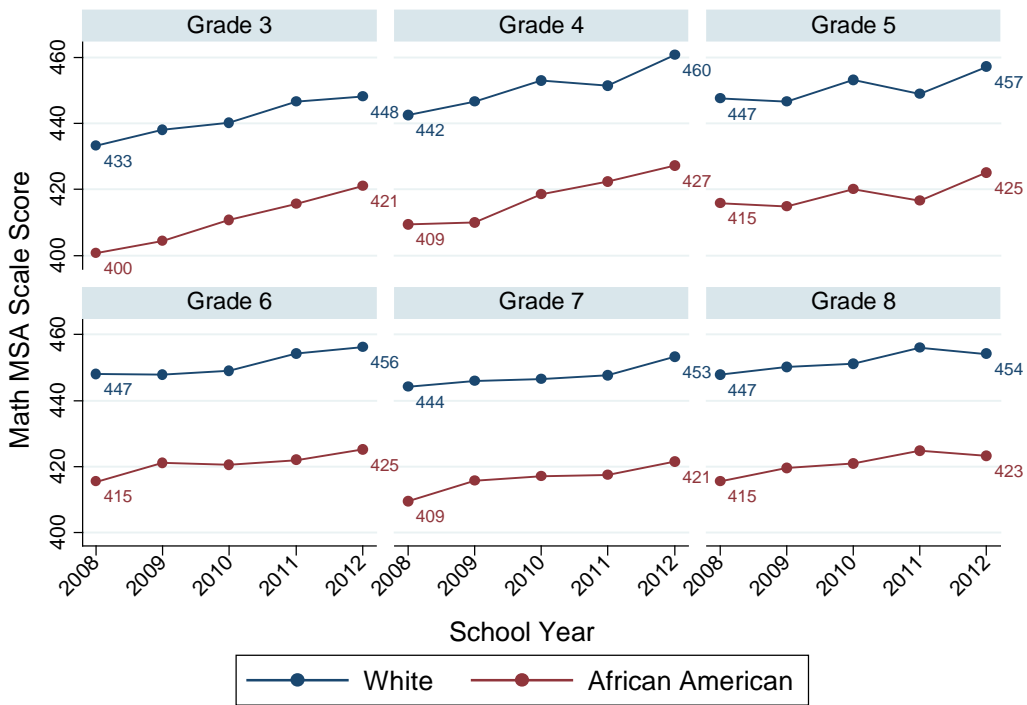 Grade 3 Grade 4 Grade 5
460 460 457
448
440 442 447
433
427 425
421
420 415
409
400 400
Grade 6 Grade 7 Grade 8
460 456 453 454
447 444 447
440
425 421 423
420 415 409 415
400
2008 2009 2010 2011 2012 2008 2009 2010 2011 2012 2008 2009 2010 2011 2012
Math MSA Scale Score
School Year
White African American